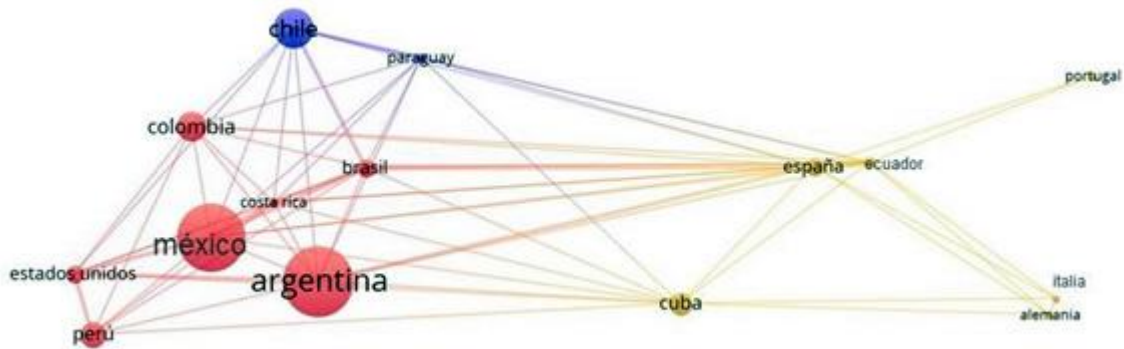 chile
paraguay
portugal
colombia
brasil
españa
ecuador
costa rica
méxico
estados unidos
argentina
italia
cuba
alemania
perú